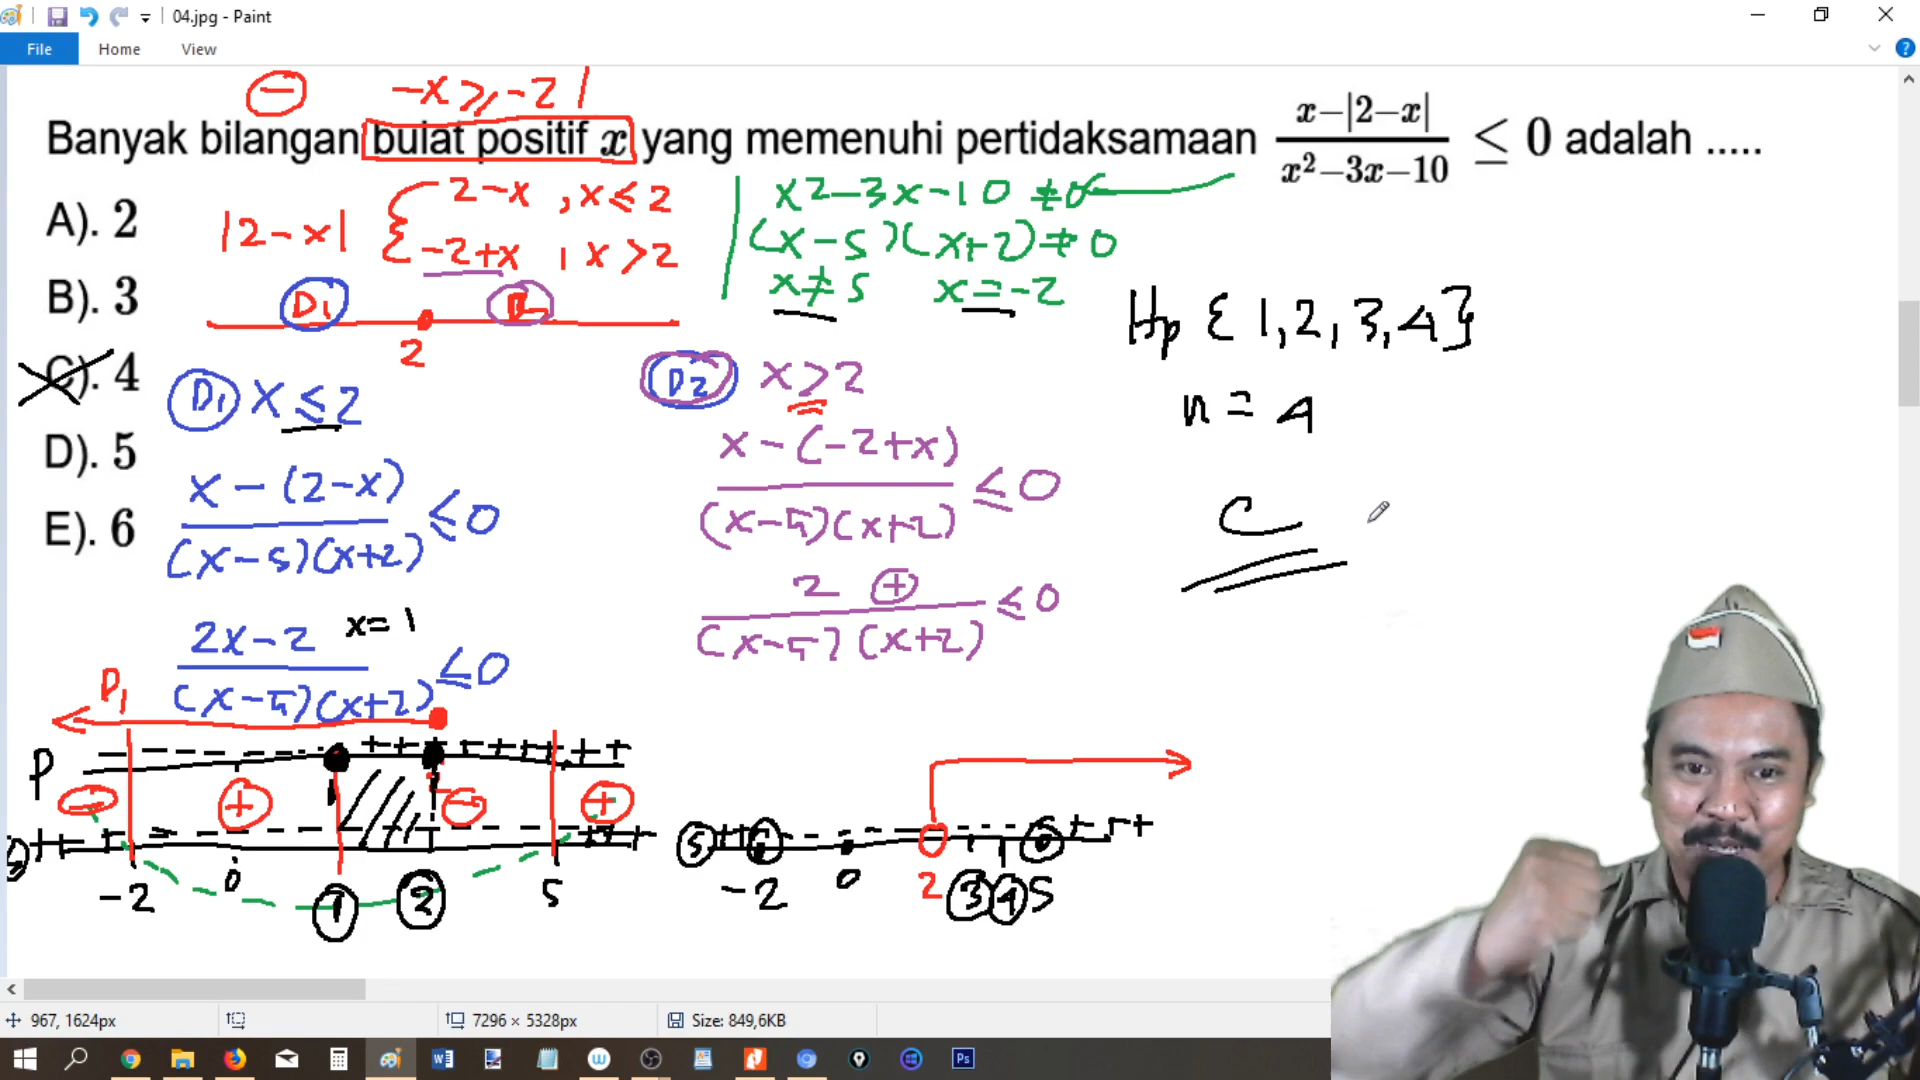 04.jpg - Paint
File Home View
− -x ≥ -2
Banyak bilangan bulat positif x yang memenuhi pertidaksamaan x−|2−x| / x²−3x−10 ≤ 0 adalah .....
A). 2
B). 3
C). 4
D). 5
E). 6
|2-x| { 2-x , x ≤ 2
-2+x , x > 2
D1
2
x2-3x-10 ≠ 0
(x-5)(x+2) ≠ 0
x ≠ 5 x = -2
Hp {1,2,3,4}
n = 4
C
D1 x ≤ 2
x-(2-x) / (x-5)(x+2) ≤ 0
2x-2 / (x-5)(x+2) ≤ 0
x = 1
D2 x > 2
x-(-2+x) / (x-5)(x+2) ≤ 0
2 + / (x-5)(x+2) ≤ 0
D1
P
− + − +
-2 0 1 2 5
-2 0 2 3 4 5
967, 1624px 7296 × 5328px Size: 849,6KB